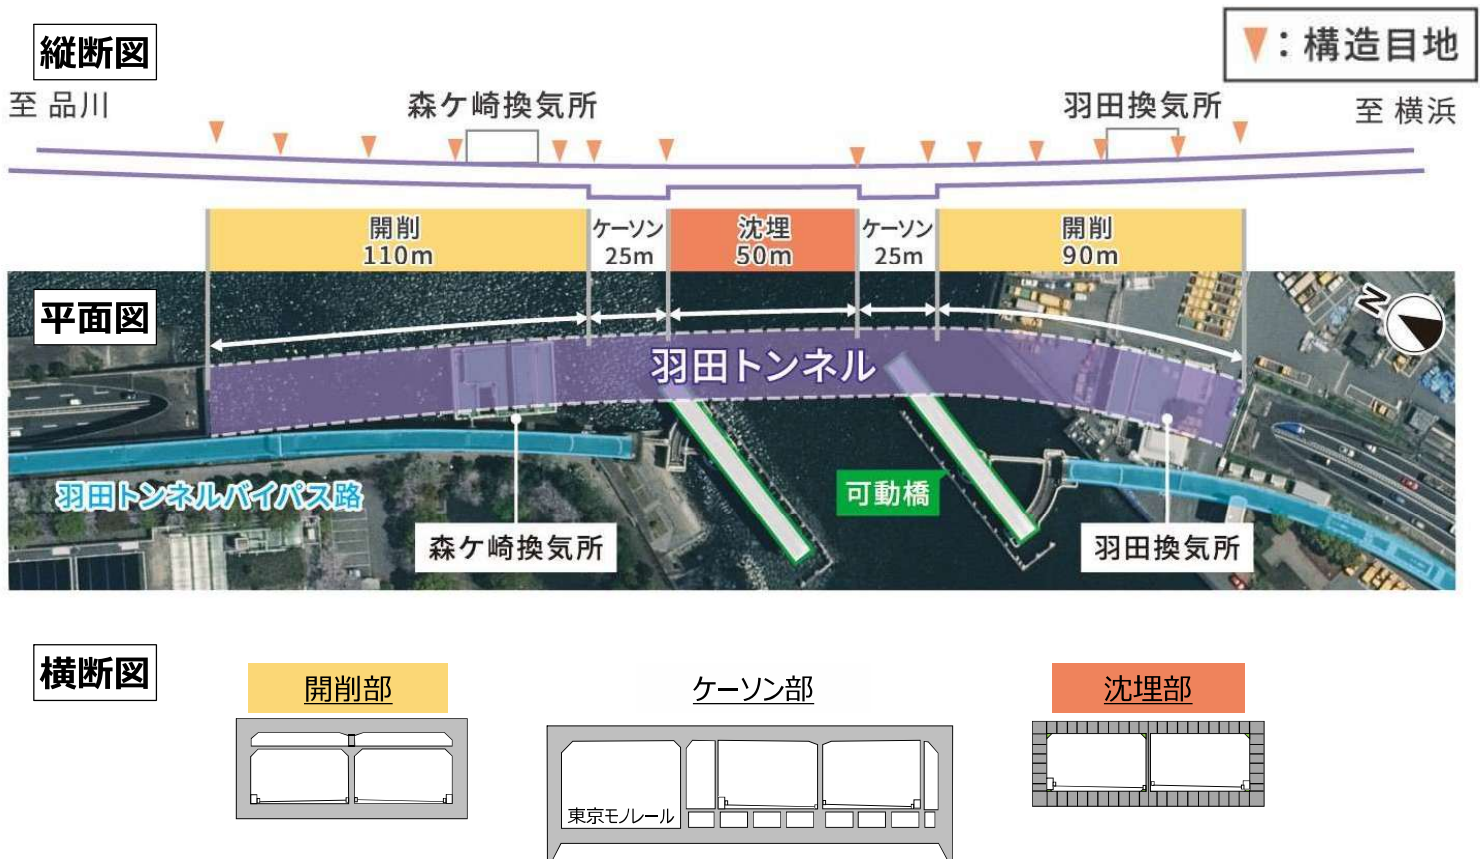 縦断図
▼：構造目地
至 品川
森ケ崎換気所
羽田換気所
至 横浜
開削
110m
ケーソン
25m
沈埋
50m
ケーソン
25m
開削
90m
平面図
N
羽田トンネル
羽田トンネルバイパス路
可動橋
森ケ崎換気所
羽田換気所
横断図
開削部
ケーソン部
沈埋部
東京モノレール